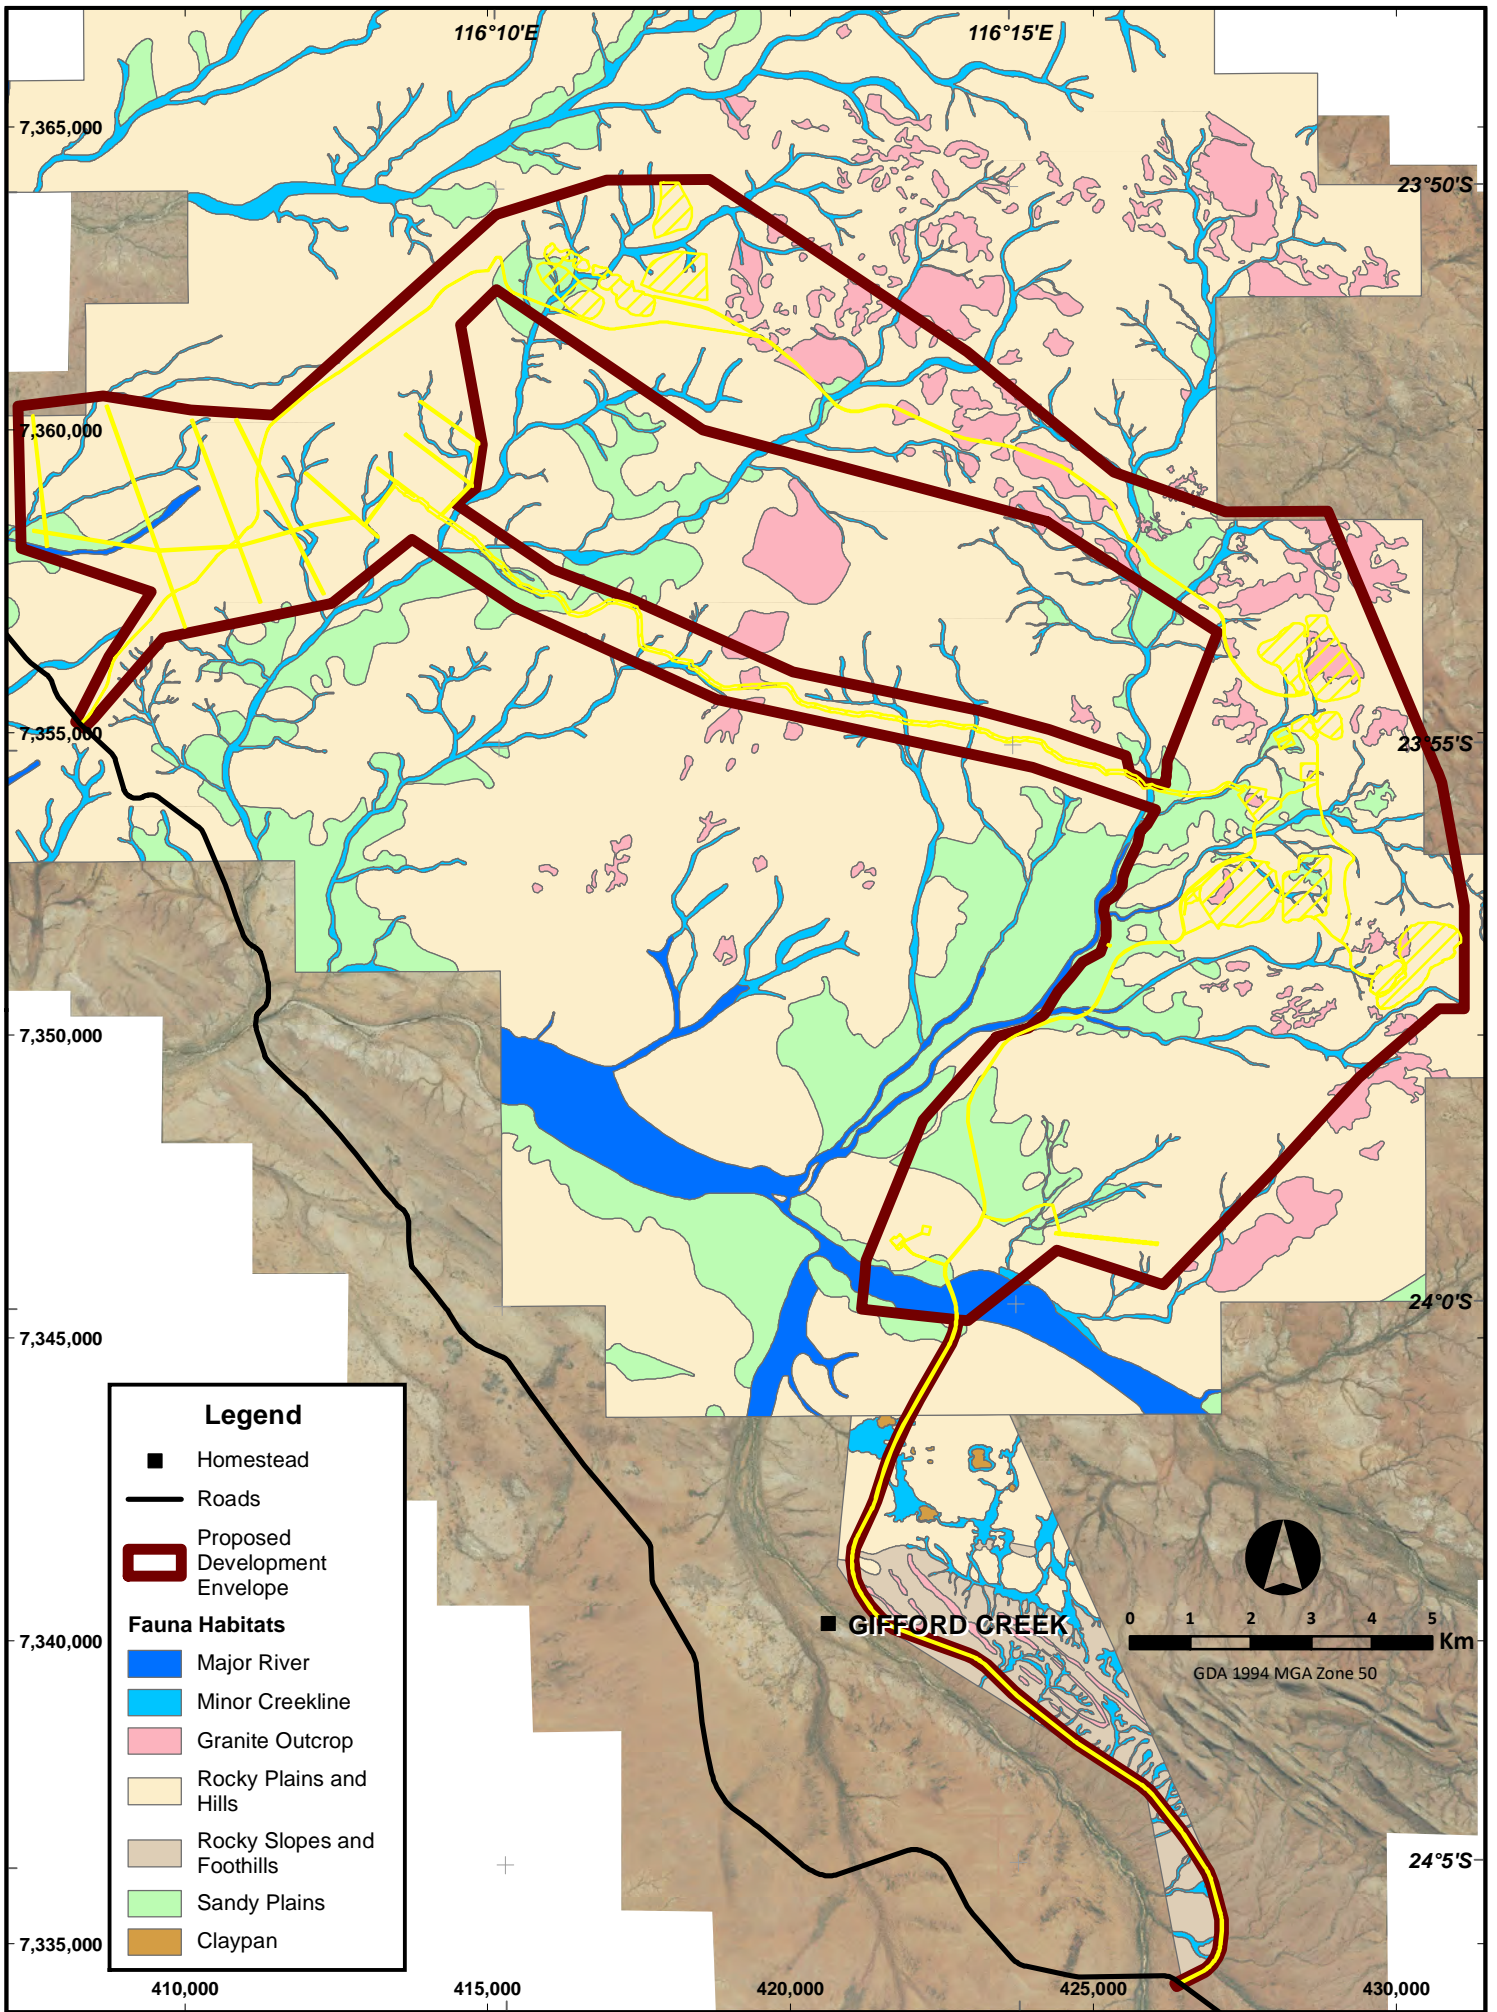 116°10'E
116°15'E
7,365,000
23°50'S
7,360,000
7,355,000
23°55'S
7,350,000
24°0'S
7,345,000
Legend
Homestead
Roads
Proposed
Development
Envelope
Fauna Habitats
Major River
Minor Creekline
Granite Outcrop
Rocky Plains and
Hills
Rocky Slopes and
Foothills
Sandy Plains
Claypan
GIFFORD CREEK
0 1 2 3 4 5
Km
GDA 1994 MGA Zone 50
7,340,000
24°5'S
7,335,000
410,000
415,000
420,000
425,000
430,000